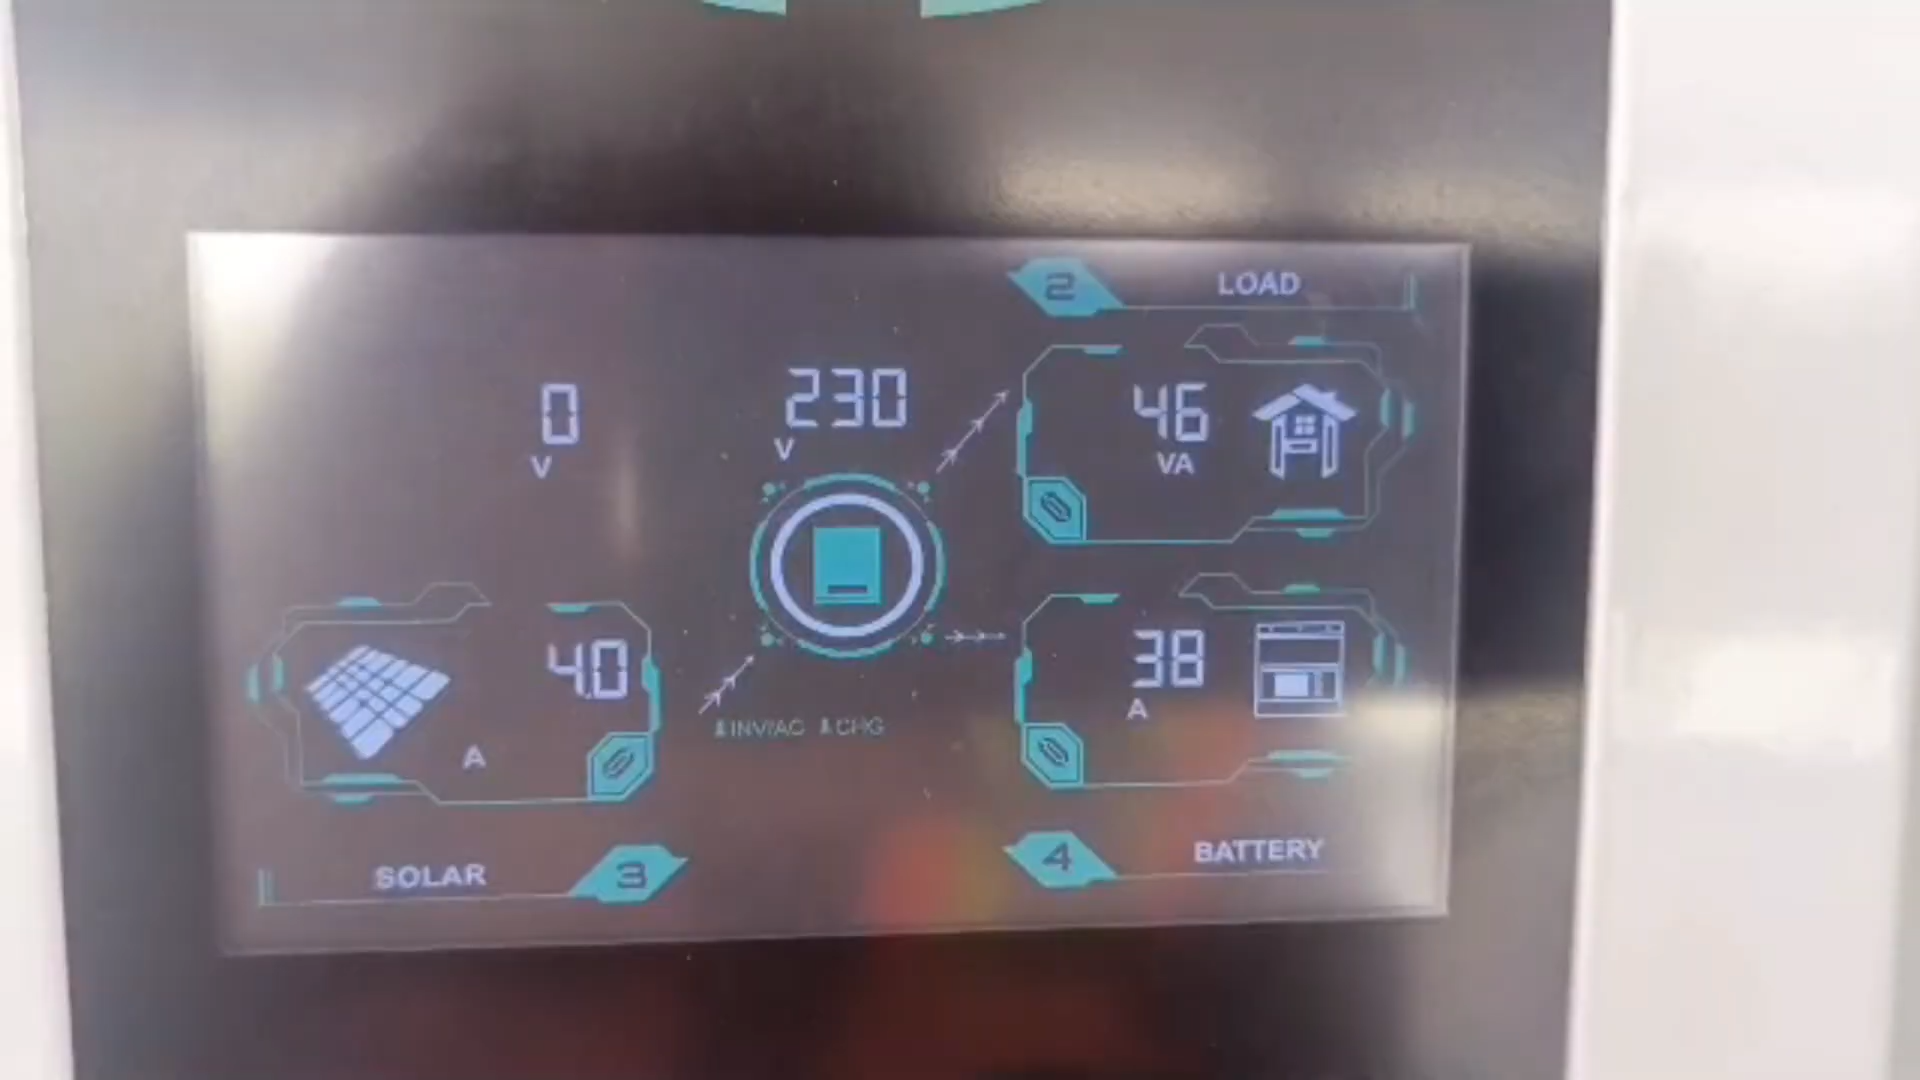 2 LOAD
0
V
230
V
46
VA
4.0
A
INV/AC CHG
38
A
SOLAR 3
4 BATTERY